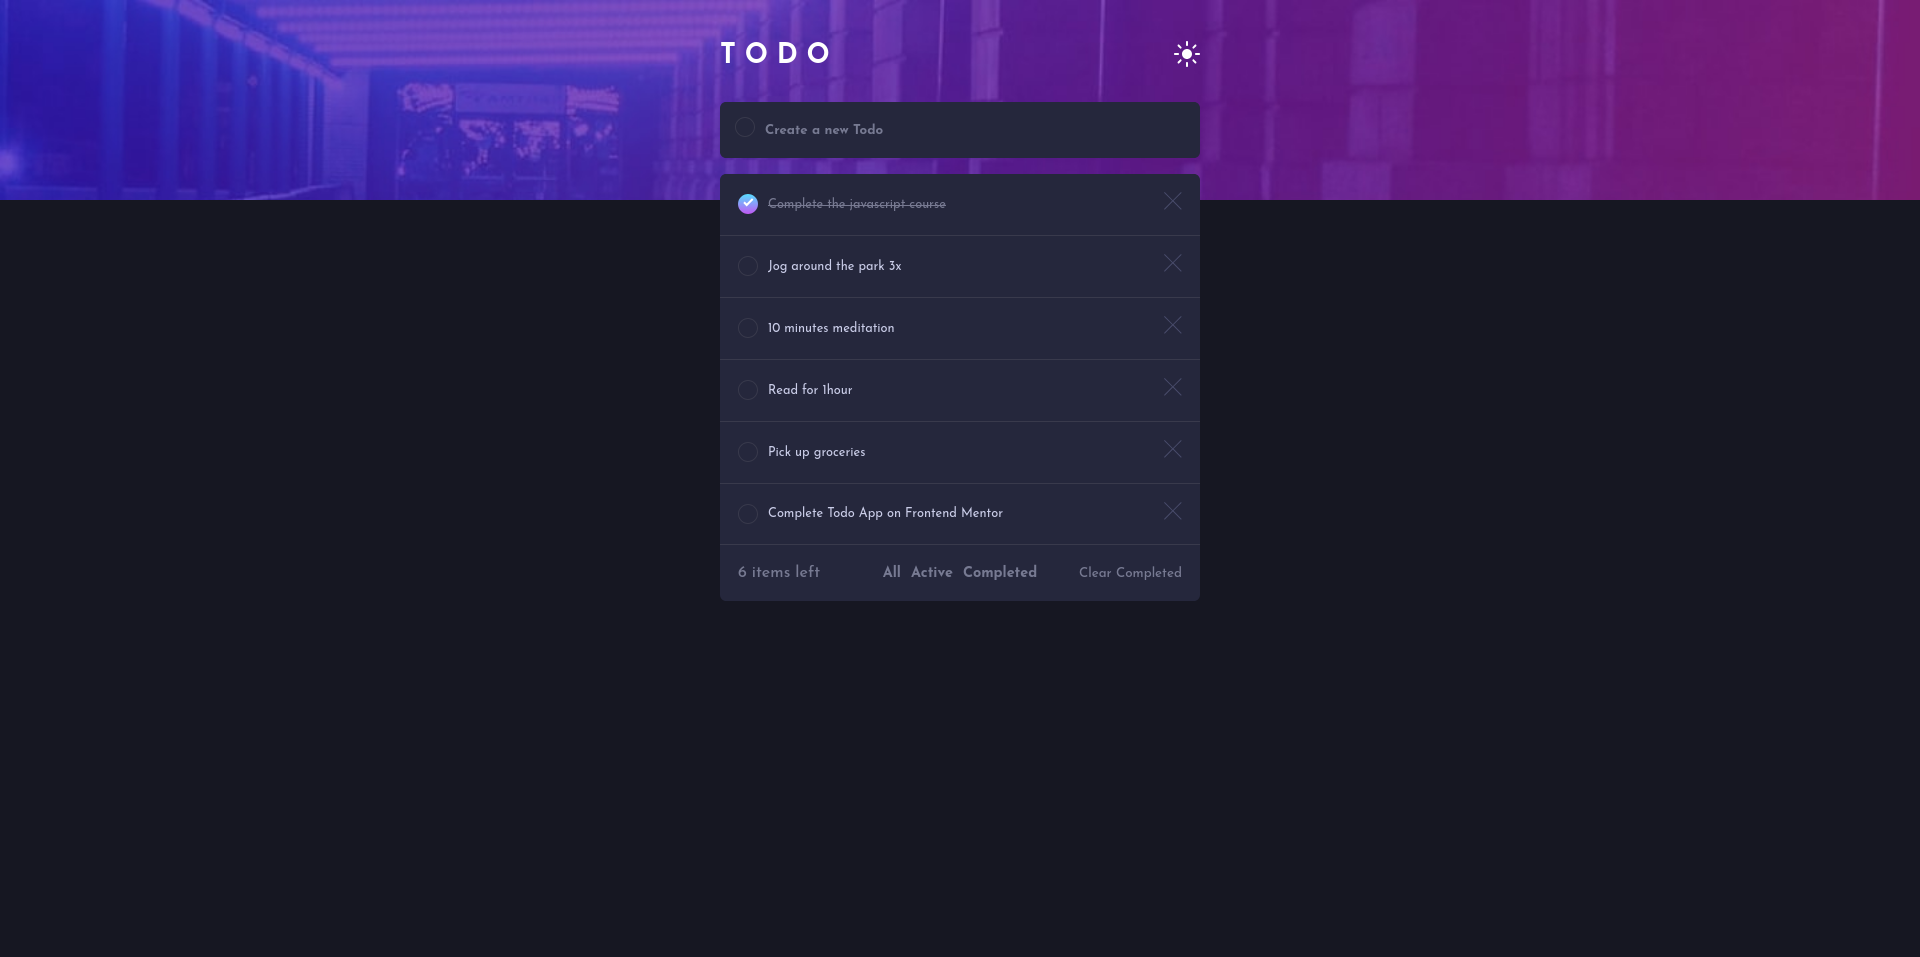 TODO
Create a new Todo
Complete the javascript course
Jog around the park 3x
10 minutes meditation
Read for 1hour
Pick up groceries
Complete Todo App on Frontend Mentor
6 items left All Active Completed Clear Completed